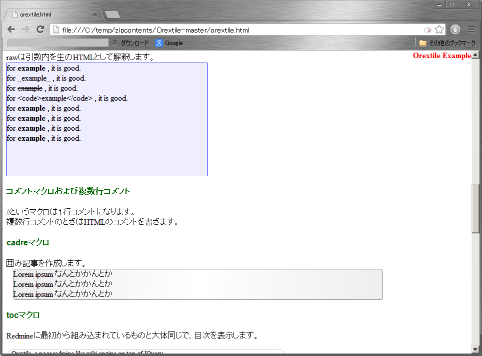 orextile.html
file:///C:/temp/zipcontents/Orextile-master/orextile.html
ダウンロード
Google
その他のブックマーク
Orextile Example
rawは引数内を生のHTMLとして解釈します。
for example , it is good.
for _example_ , it is good.
for example , it is good.
for <code>example</code> , it is good.
for example , it is good.
for example , it is good.
for example , it is good.
for example , it is good.
コメントマクロおよび複数行コメント
//というマクロは1行コメントになります。
複数行コメントのときはHTMLのコメントを書きます。
cadreマクロ
囲み記事を作成します。
Lorem ipsum なんとかかんとか
Lorem ipsum なんとかかんとか
Lorem ipsum なんとかかんとか
tocマクロ
Redmineに最初から組み込まれているものと大体同じで、目次を表示します。